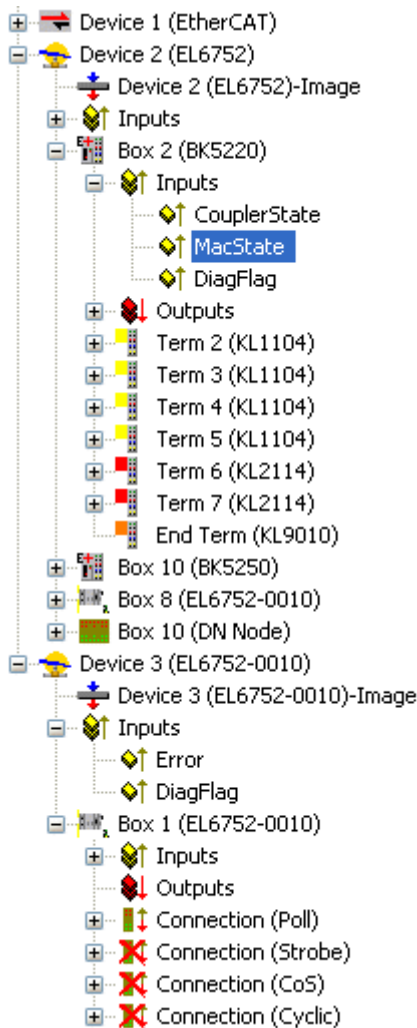 Device 1 (EtherCAT)
Device 2 (EL6752)
Device 2 (EL6752)-Image
Inputs
Box 2 (BK5220)
Inputs
CouplerState
MacState
DiagFlag
Outputs
Term 2 (KL1104)
Term 3 (KL1104)
Term 4 (KL1104)
Term 5 (KL1104)
Term 6 (KL2114)
Term 7 (KL2114)
End Term (KL9010)
Box 10 (BK5250)
Box 8 (EL6752-0010)
Box 10 (DN Node)
Device 3 (EL6752-0010)
Device 3 (EL6752-0010)-Image
Inputs
Error
DiagFlag
Box 1 (EL6752-0010)
Inputs
Outputs
Connection (Poll)
Connection (Strobe)
Connection (CoS)
Connection (Cyclic)